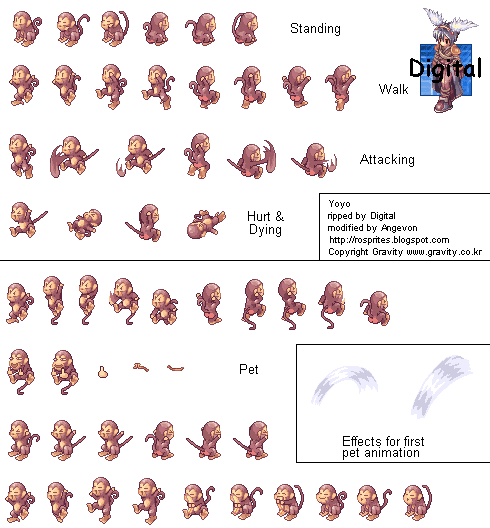 Standing
Digital
Walk
Attacking
Hurt &
Dying
Yoyo
ripped by Digital
modified by Angevon
http://rosprites.blogspot.com
Copyright Gravity www.gravity.co.kr
Pet
Effects for first
pet animation